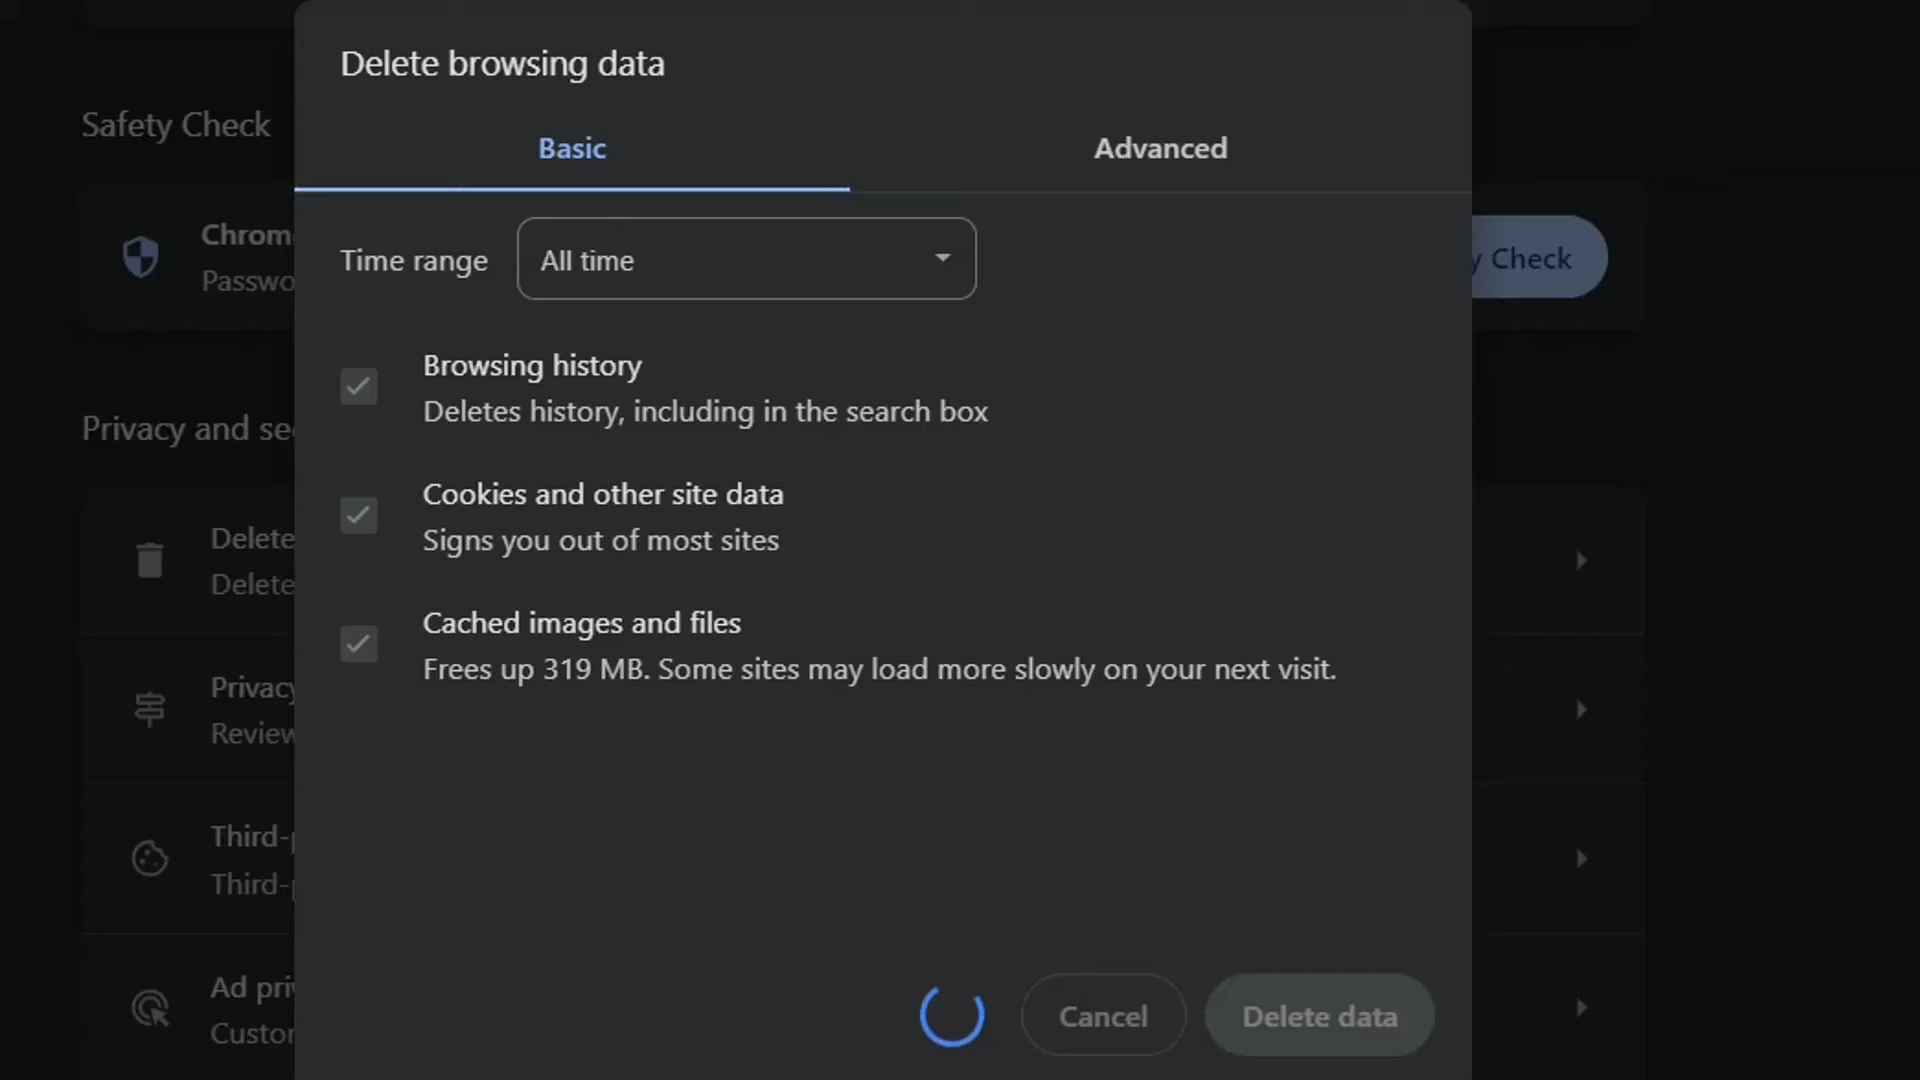 Delete browsing data
Basic
Advanced
Safety Check
Time range
All time
Chrom
Passwo
y Check
Browsing history
Deletes history, including in the search box
Privacy and se
Cookies and other site data
Signs you out of most sites
Delete
Delete
Cached images and files
Frees up 319 MB. Some sites may load more slowly on your next visit.
Privacy
Review
Third-p
Third-p
Ad priv
Custor
Cancel
Delete data